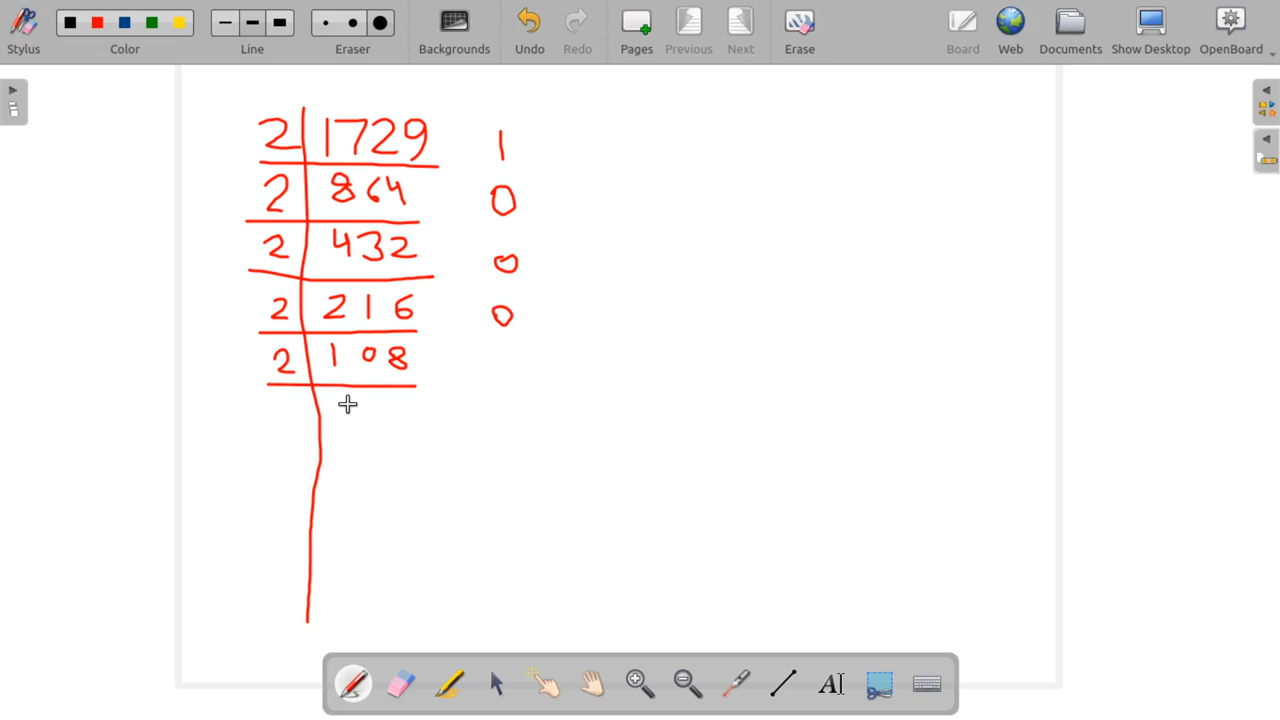 Stylus Color Line Eraser Backgrounds Undo Redo Pages Previous Next Erase Board Web Documents Show Desktop OpenBoard
2 1729 1
2 864 0
2 432 0
2 216 0
2 108
AI